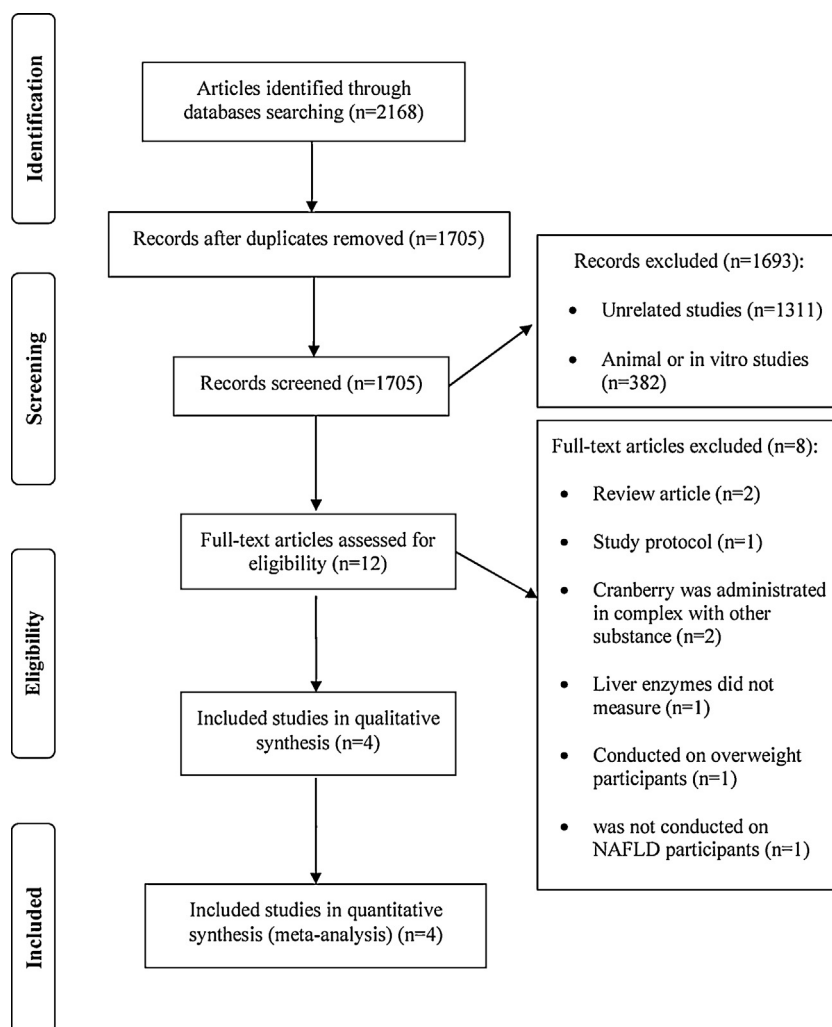 Identification
Articles identified through
databases searching (n=2168)
Records after duplicates removed (n=1705)
Screening
Records screened (n=1705)
Records excluded (n=1693):
• Unrelated studies (n=1311)
• Animal or in vitro studies
(n=382)
Eligibility
Full-text articles assessed for
eligibility (n=12)
Full-text articles excluded (n=8):
• Review article (n=2)
• Study protocol (n=1)
• Cranberry was administrated
in complex with other
substance (n=2)
• Liver enzymes did not
measure (n=1)
• Conducted on overweight
participants (n=1)
• was not conducted on
NAFLD participants (n=1)
Included studies in qualitative
synthesis (n=4)
Included
Included studies in quantitative
synthesis (meta-analysis) (n=4)